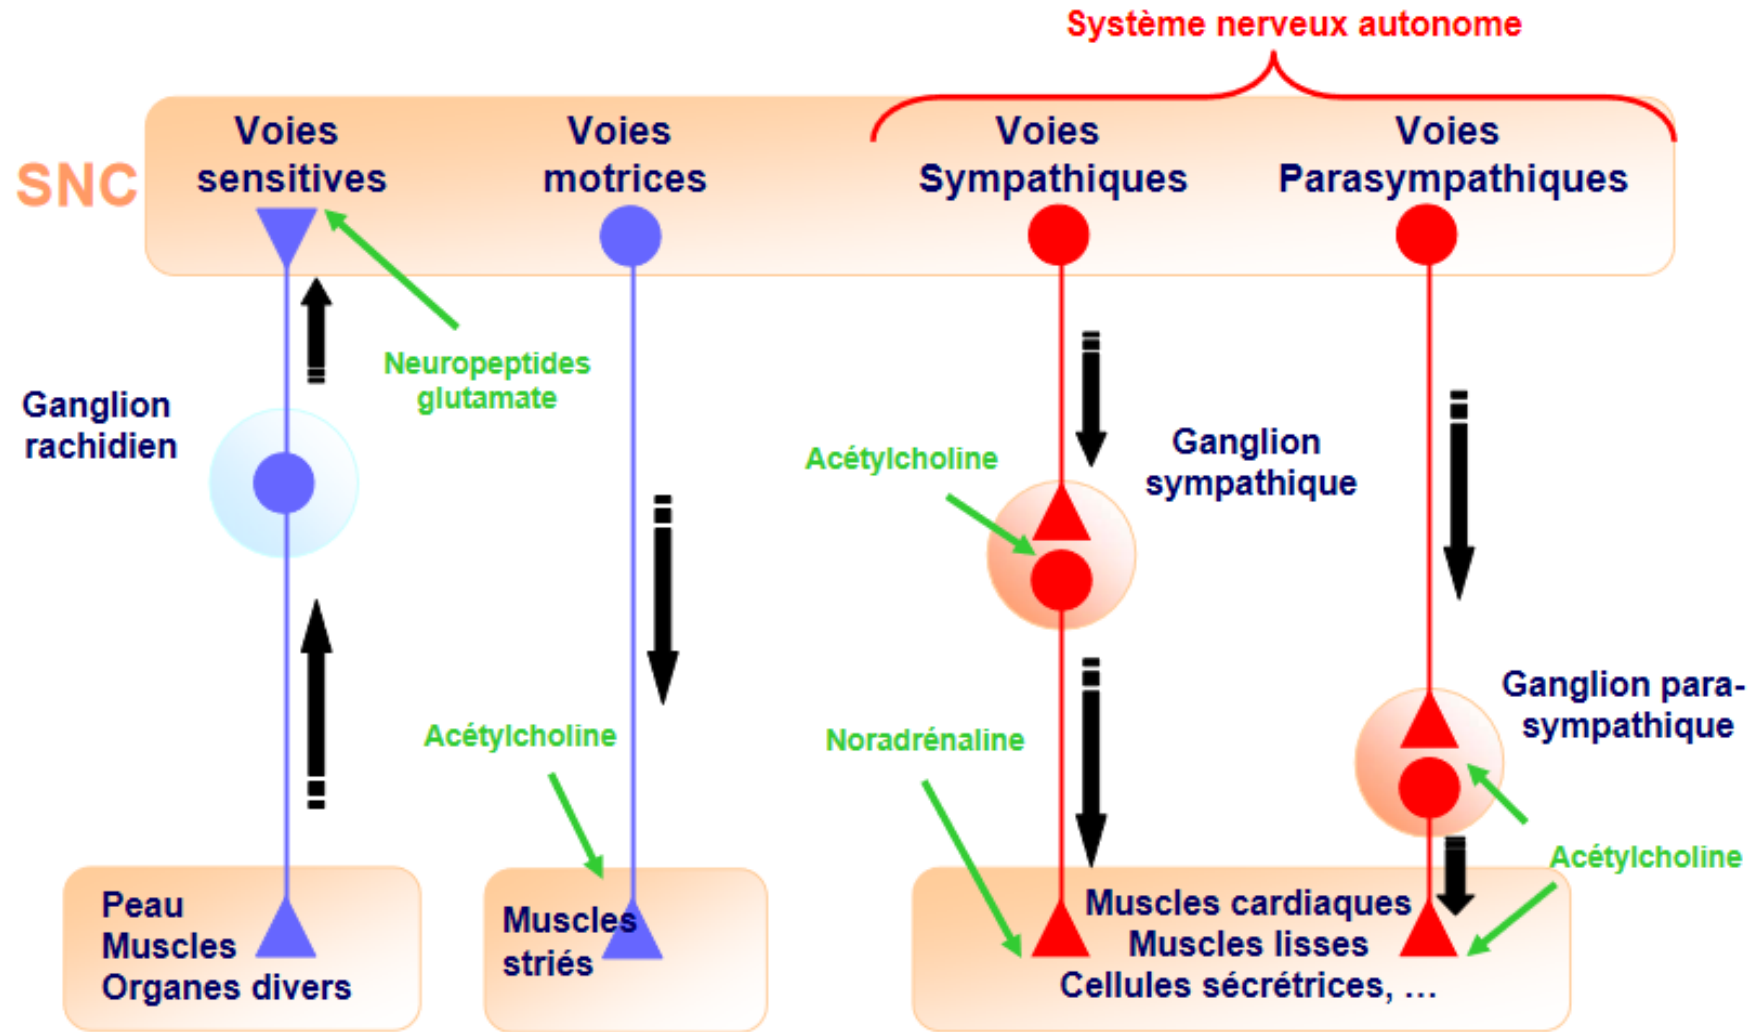 Système nerveux autonome
SNC
Voies
sensitives
Voies
motrices
Voies
Sympathiques
Voies
Parasympathiques
Neuropeptides
glutamate
Ganglion
rachidien
Acétylcholine
Ganglion
sympathique
Acétylcholine
Noradrénaline
Ganglion para-
sympathique
Acétylcholine
Peau
Muscles
Organes divers
Muscles
striés
Muscles cardiaques
Muscles lisses
Cellules sécrétrices, ...